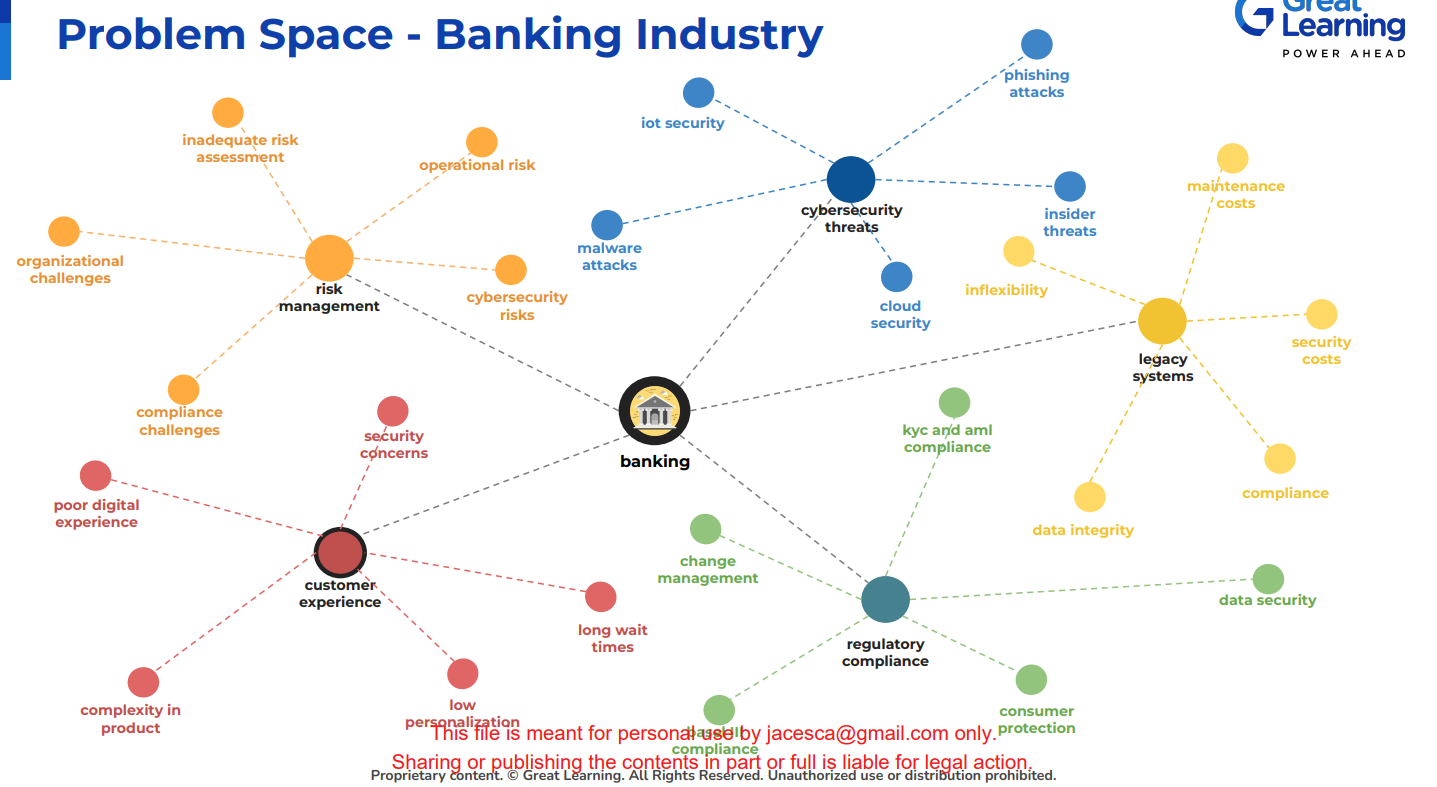 Problem Space - Banking Industry
Great
Learning
POWER AHEAD
phishing
attacks
iot security
inadequate risk
assessment
operational risk
maintenance
costs
cybersecurity
threats
insider
threats
malware
attacks
organizational
challenges
risk
management
cybersecurity
risks
inflexibility
cloud
security
security
costs
legacy
systems
compliance
challenges
security
concerns
banking
kyc and aml
compliance
poor digital
experience
compliance
data integrity
change
management
customer
experience
data security
long wait
times
regulatory
compliance
complexity in
product
low
personalization
basel III
compliance
consumer
protection
This file is meant for personal use by jacesca@gmail.com only.
Sharing or publishing the contents in part or full is liable for legal action.
Proprietary content. © Great Learning. All Rights Reserved. Unauthorized use or distribution prohibited.